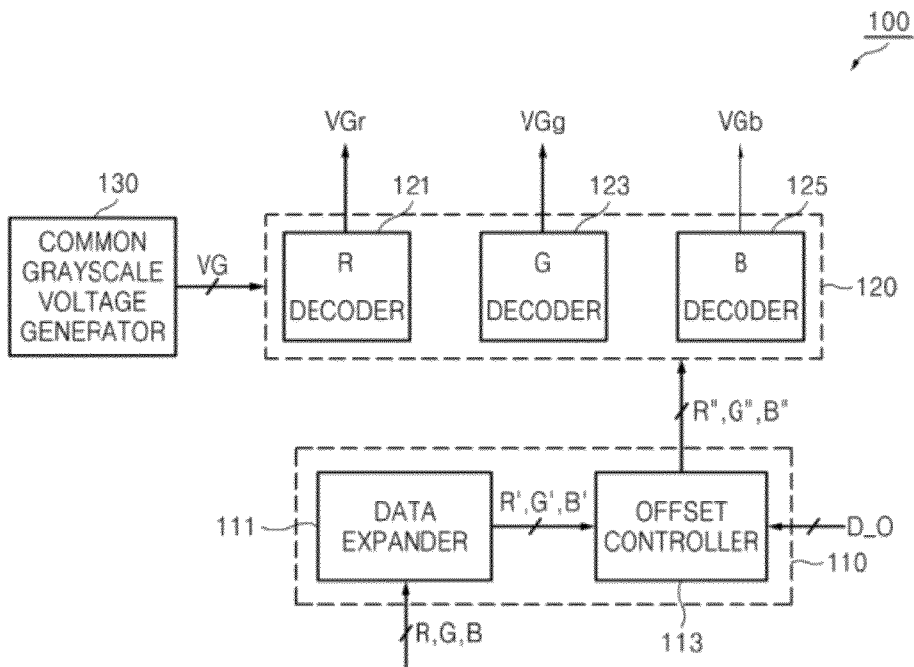 100
VGr
VGg
VGb
130
121
123
125
COMMON
GRAYSCALE
VOLTAGE
GENERATOR
VG
R
DECODER
G
DECODER
B
DECODER
120
R",G",B"
111
DATA
EXPANDER
R',G',B'
OFFSET
CONTROLLER
D_O
110
R,G,B
113